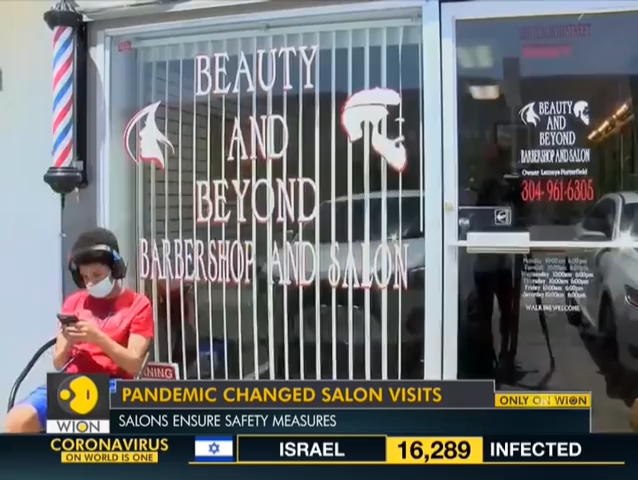 BEAUTY
AND
BEYOND
BARBERSHOP AND SALON
BEAUTY
AND
BEYOND
BARBERSHOP AND SALON
304-961-6305
WALK INS WELCOME
PANDEMIC CHANGED SALON VISITS
ONLY ON WION
SALONS ENSURE SAFETY MEASURES
WION
CORONAVIRUS
ON WORLD IS ONE
ISRAEL
16,289
INFECTED